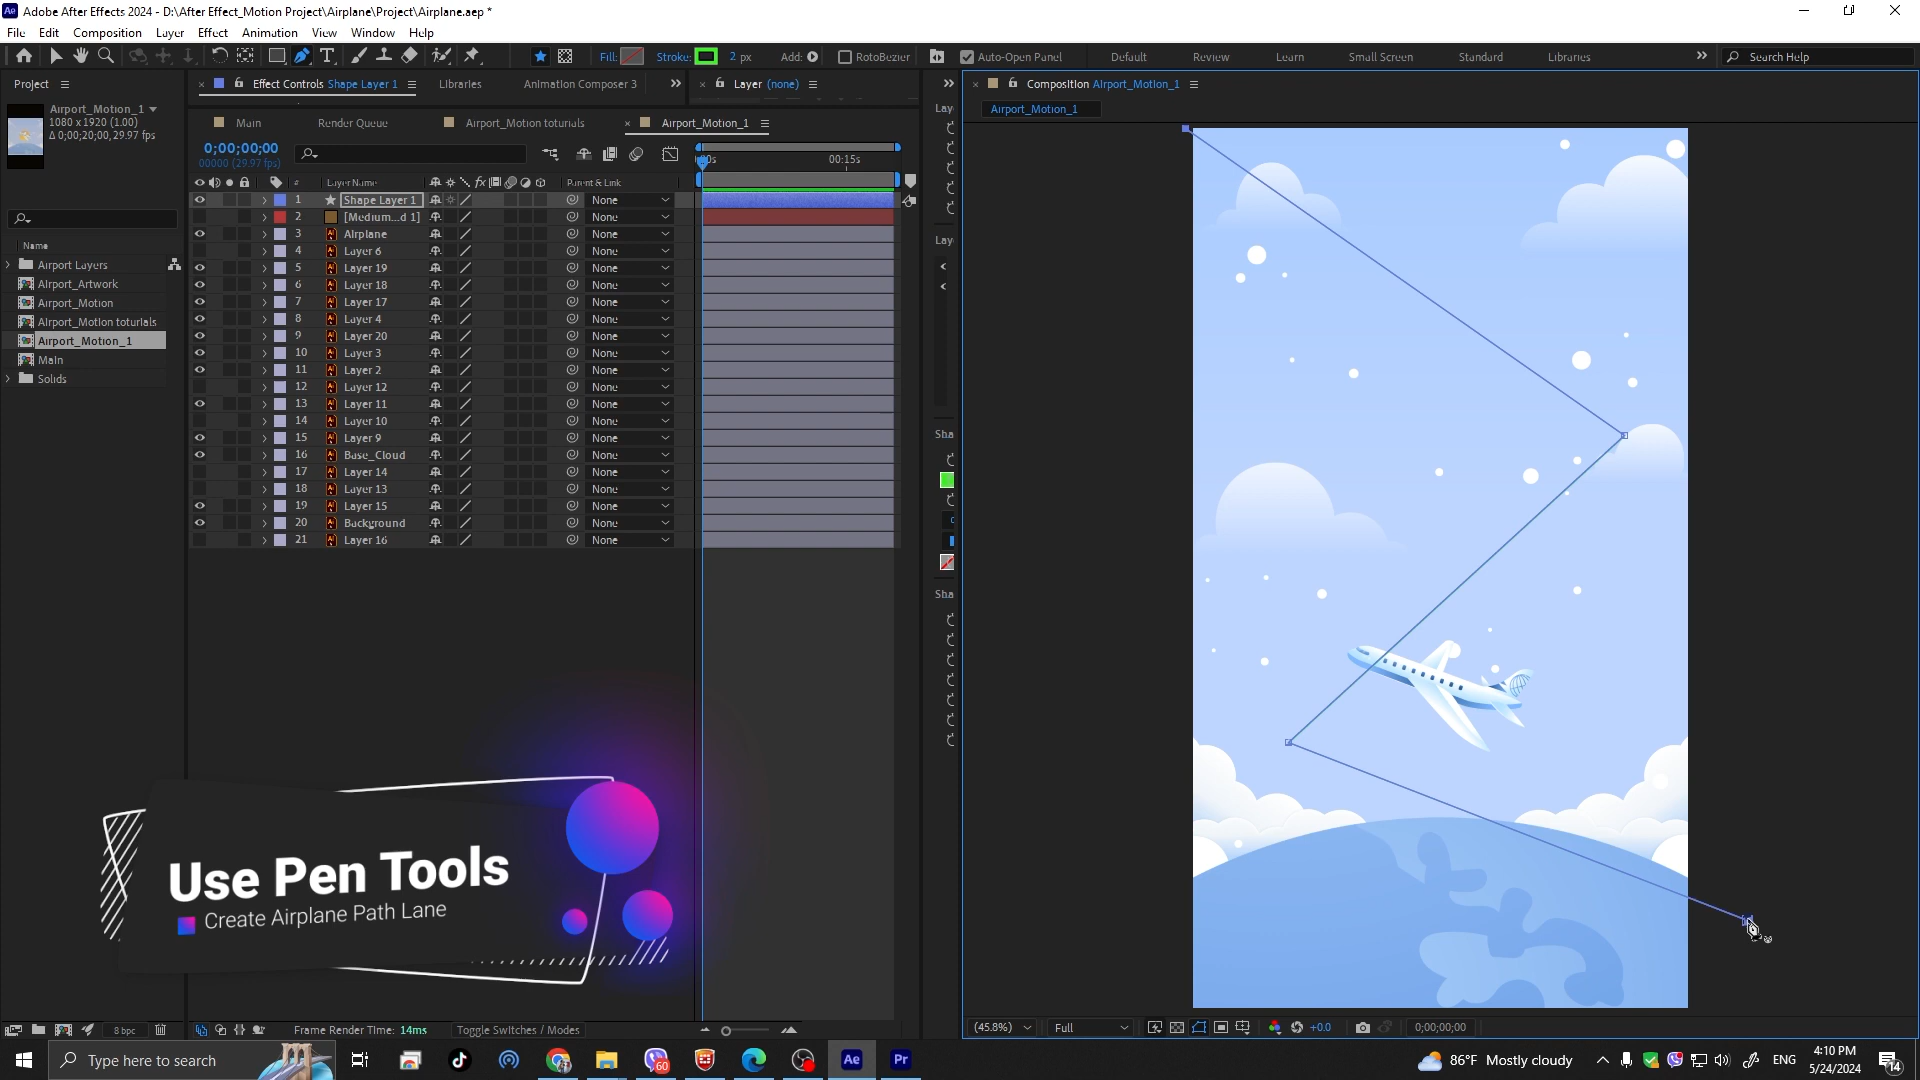 Adobe After Effects 2024 - D:\After Effect_Motion Project\Airplane\Project\Airplane.aep *
File Edit Composition Layer Effect Animation View Window Help
Fill: Stroke: 2 px Add: RotoBezier Auto-Open Panel Default Review Learn Small Screen Standard Libraries Search Help
Project
Effect Controls Shape Layer 1 Libraries Animation Composer 3 Layer (none)
Composition Airport_Motion_1
Airport_Motion_1
1080 x 1920 (1.00)
Δ 0;00;20;00, 29.97 fps
Airport_Motion_1
Main Render Queue Airport_Motion toturials Airport_Motion_1
0;00;00;00
00000 (29.97 fps)
00:15s
# Layer Name Parent & Link
1 Shape Layer 1 None
2 [Medium...d 1] None
3 Airplane None
4 Layer 6 None
5 Layer 19 None
6 Layer 18 None
7 Layer 17 None
8 Layer 4 None
9 Layer 20 None
10 Layer 3 None
11 Layer 2 None
12 Layer 12 None
13 Layer 11 None
14 Layer 10 None
15 Layer 9 None
16 Base_Cloud None
17 Layer 14 None
18 Layer 13 None
19 Layer 15 None
20 Background None
21 Layer 16 None
Name
Airport Layers
Airport_Artwork
Airport_Motion
Airport_Motion toturials
Airport_Motion_1
Main
Solids
Lay
Lay
Sha
Sha
Use Pen Tools
Create Airplane Path Lane
8 bpc Frame Render Time: 14ms Toggle Switches / Modes
(45.8%) Full +0.0 0;00;00;00
Type here to search
60
Ae Pr
86°F Mostly cloudy ENG
4:10 PM
5/24/2024
14